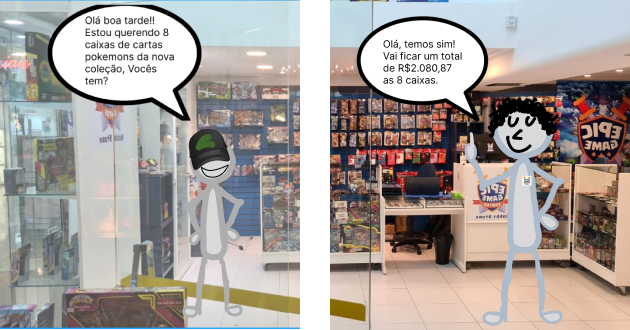 Olá boa tarde!!
Estou querendo 8
caixas de cartas
pokemons da nova
coleção, Vocês
tem?
Olá, temos sim!
Vai ficar um total
de R$2.080,87
as 8 caixas.
EPIC
GAME
EPIC
GAME